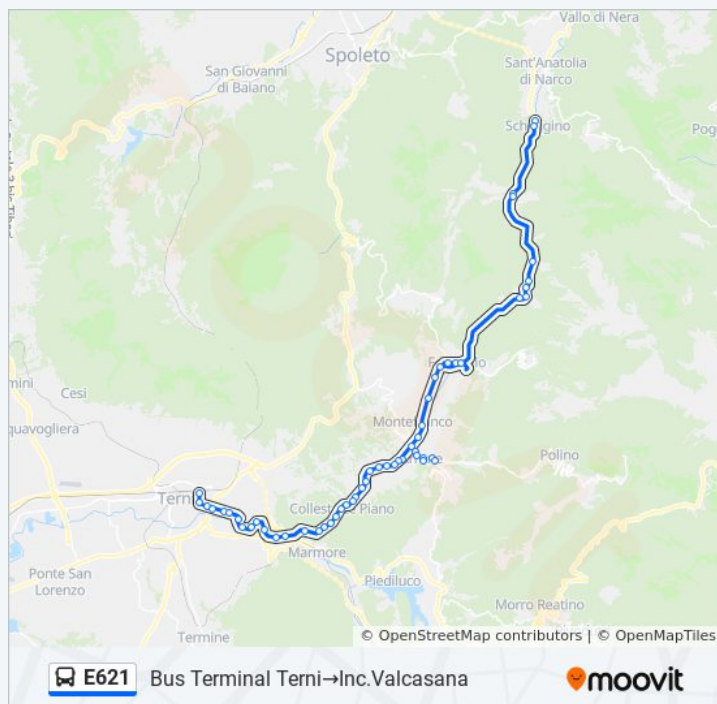 Vallo di Nera
Spoleto
Sant'Anatolia
di Narco
San Giovanni
di Baiano
Pog
Cesi
Montefranco
Polino
Terni
Collestatte Piano
Marmore
Ponte San
Lorenzo
Piediluco
Morro Reatino
Termine
© OpenStreetMap contributors | © OpenMapTiles
E621 Bus Terminal Terni→Inc.Valcasana
moovit